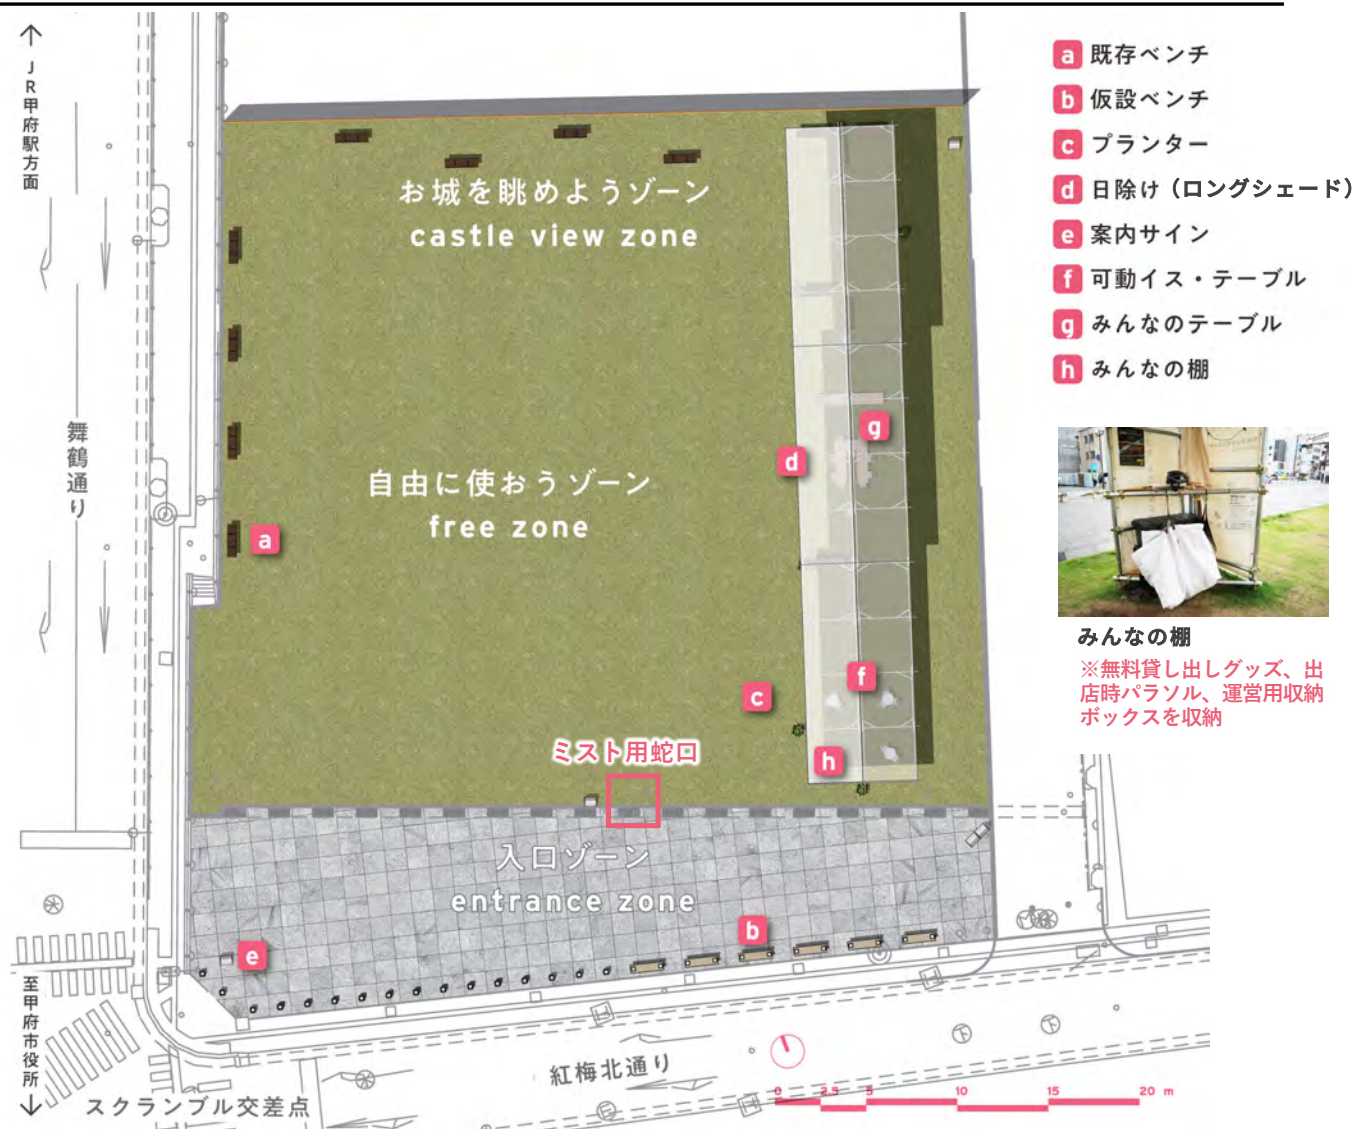 ↑
JR甲府駅方面
舞鶴通り
至甲府市役所
↓
スクランブル交差点
お城を眺めようゾーン
castle view zone
自由に使おうゾーン
free zone
a
d
g
c
f
h
ミスト用蛇口
入口ゾーン
entrance zone
b
e
紅梅北通り
0 2.5 5 10 15 20 m
a 既存ベンチ
b 仮設ベンチ
c プランター
d 日除け（ロングシェード）
e 案内サイン
f 可動イス・テーブル
g みんなのテーブル
h みんなの棚
みんなの棚
※無料貸し出しグッズ、出
店時パラソル、運営用収納
ボックスを収納